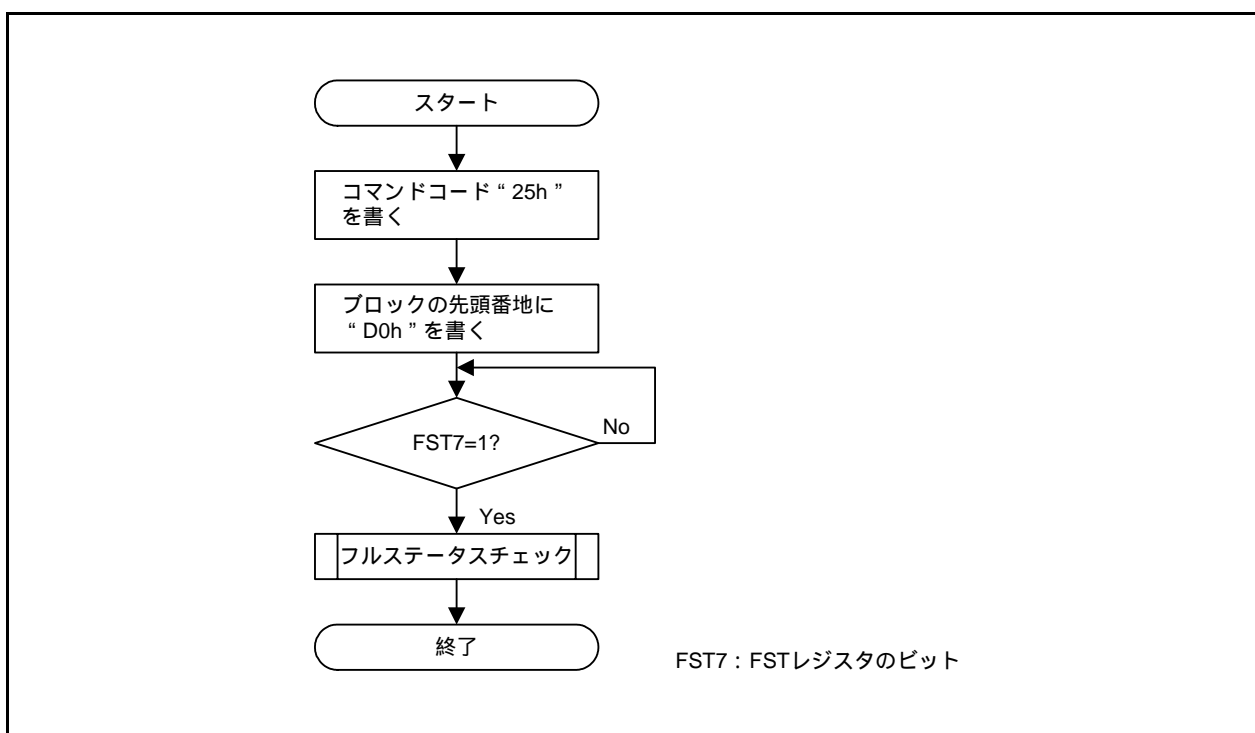 スタート
コマンドコード“ 25h ”
を書く
ブロックの先頭番地に
“ D0h ” を書く
FST7=1?
No
Yes
フルステータスチェック
終了
FST7：FSTレジスタのビット